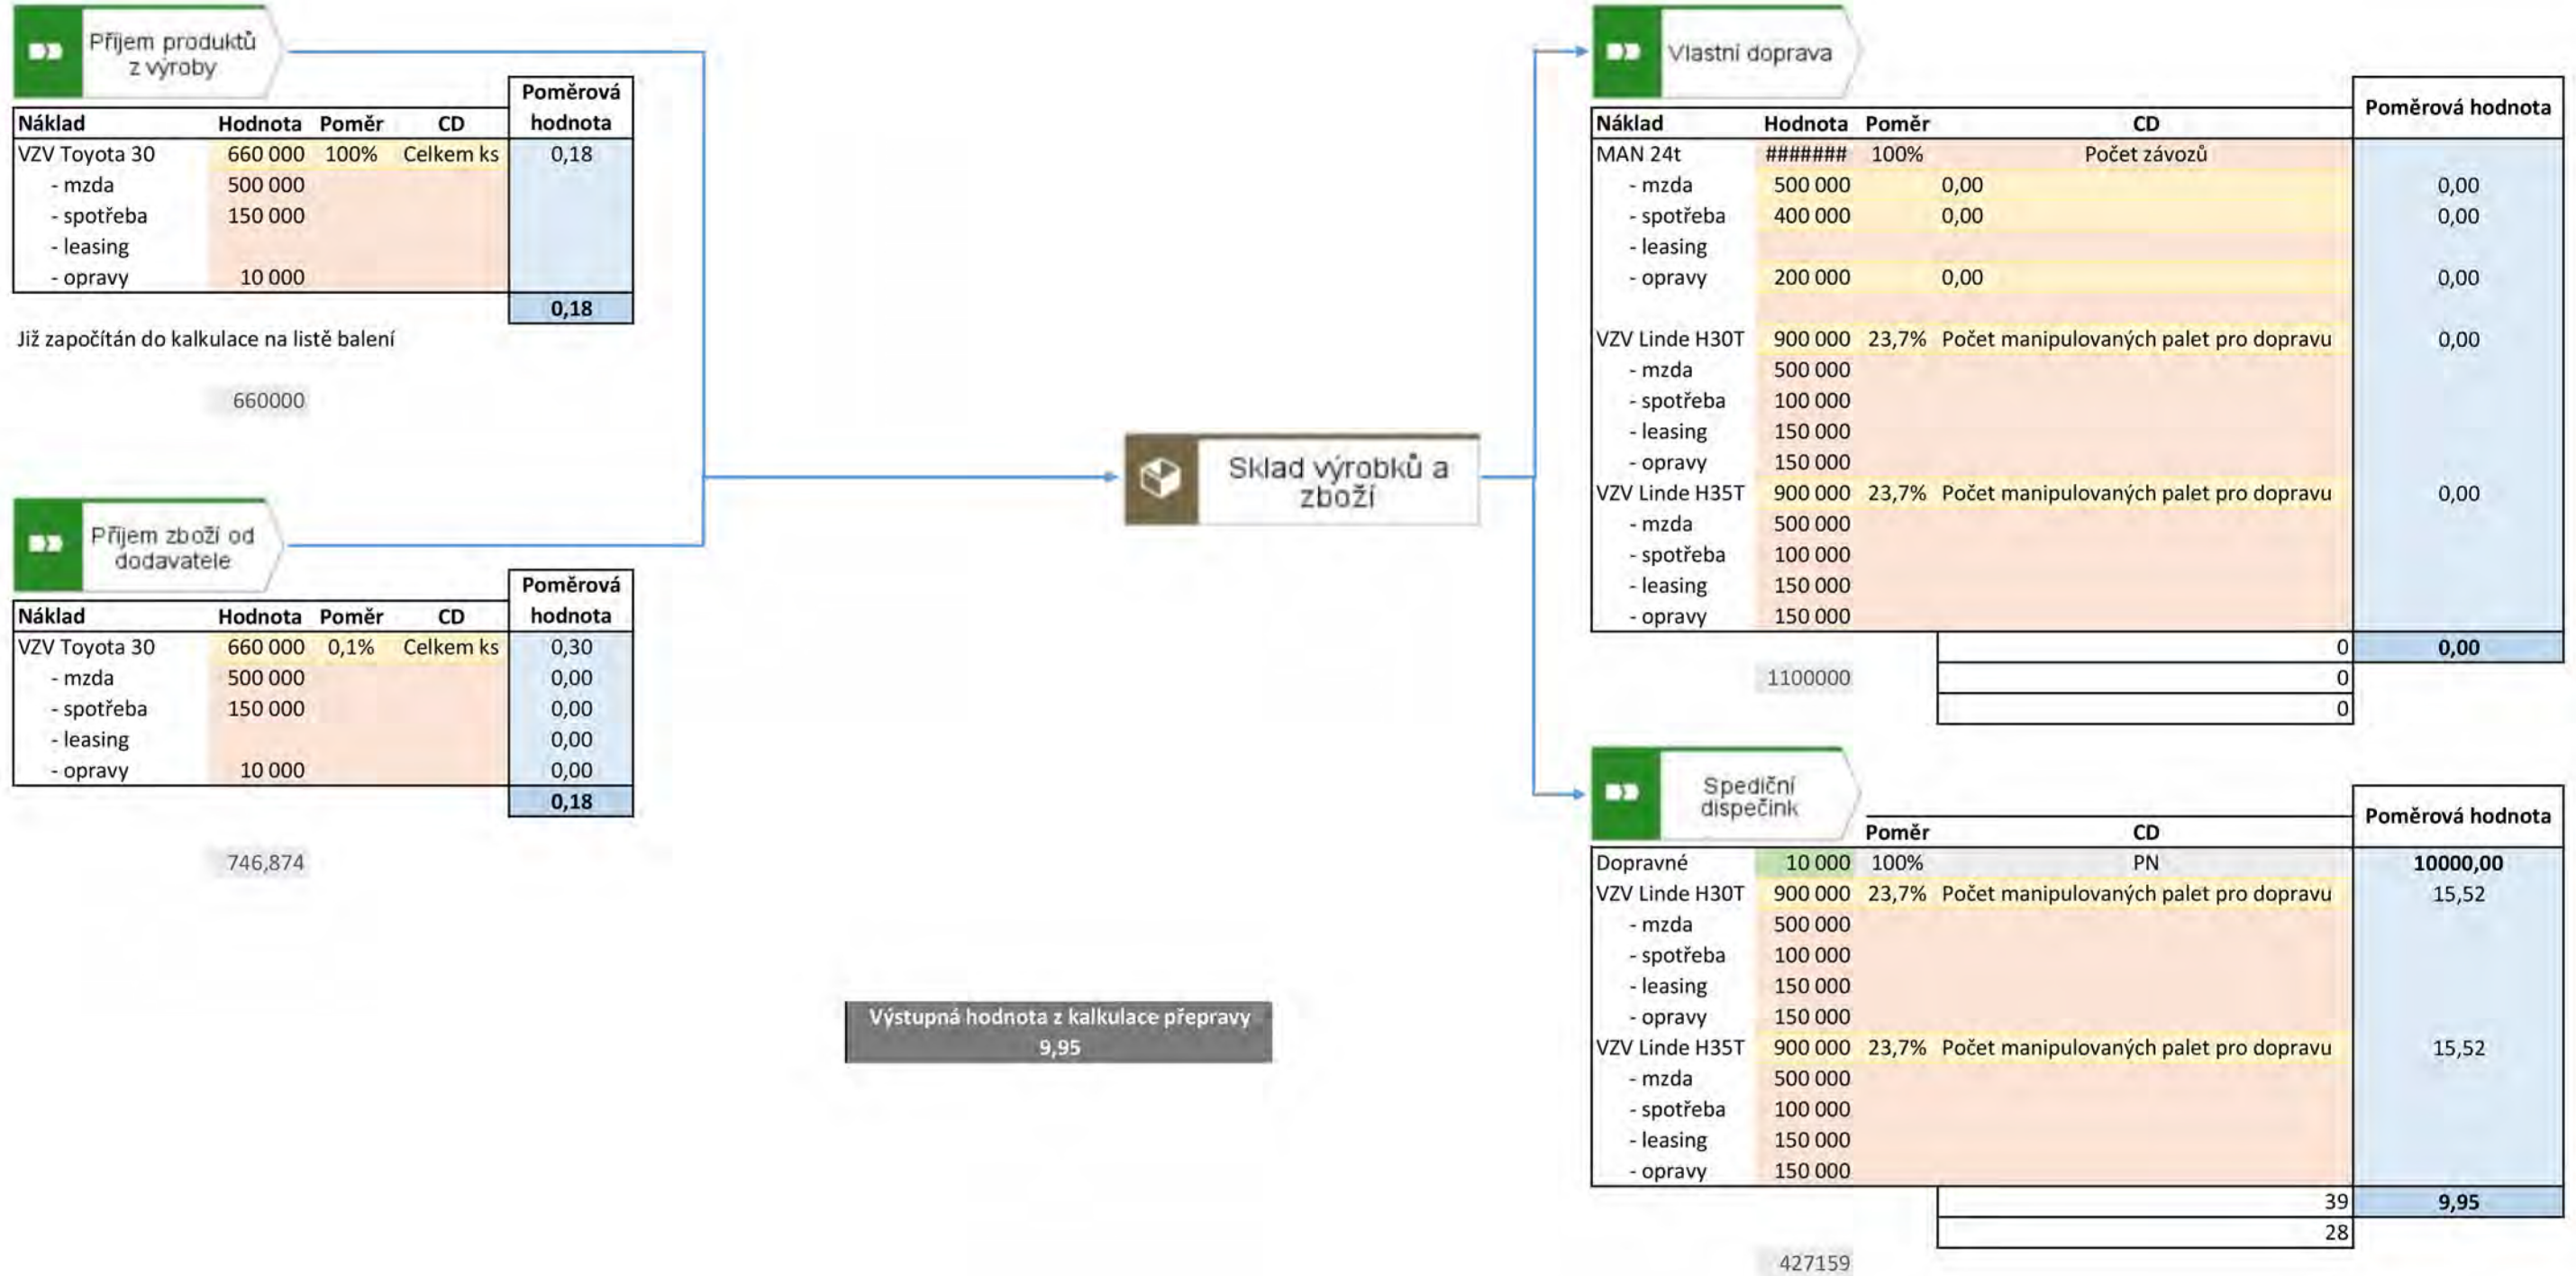 Příjem produktů
z výroby
Poměrová
Náklad Hodnota Poměr CD hodnota
VZV Toyota 30 660 000 100% Celkem ks 0,18
- mzda 500 000
- spotřeba 150 000
- leasing
- opravy 10 000
0,18
Již započítán do kalkulace na listě balení
660000
Příjem zboží od
dodavatele
Poměrová
Náklad Hodnota Poměr CD hodnota
VZV Toyota 30 660 000 0,1% Celkem ks 0,30
- mzda 500 000 0,00
- spotřeba 150 000 0,00
- leasing 0,00
- opravy 10 000 0,00
0,18
746,874
Sklad výrobků a
zboží
Výstupná hodnota z kalkulace přepravy
9,95
Vlastní doprava
Poměrová hodnota
Náklad Hodnota Poměr CD
MAN 24t ####### 100% Počet závozů
- mzda 500 000 0,00 0,00
- spotřeba 400 000 0,00 0,00
- leasing
- opravy 200 000 0,00 0,00
VZV Linde H30T 900 000 23,7% Počet manipulovaných palet pro dopravu 0,00
- mzda 500 000
- spotřeba 100 000
- leasing 150 000
- opravy 150 000
VZV Linde H35T 900 000 23,7% Počet manipulovaných palet pro dopravu 0,00
- mzda 500 000
- spotřeba 100 000
- leasing 150 000
- opravy 150 000
0 0,00
1100000 0
0
Spediční
dispečink
Poměrová hodnota
Poměr CD
Dopravné 10 000 100% PN 10000,00
VZV Linde H30T 900 000 23,7% Počet manipulovaných palet pro dopravu 15,52
- mzda 500 000
- spotřeba 100 000
- leasing 150 000
- opravy 150 000
VZV Linde H35T 900 000 23,7% Počet manipulovaných palet pro dopravu 15,52
- mzda 500 000
- spotřeba 100 000
- leasing 150 000
- opravy 150 000
39 9,95
28
427159